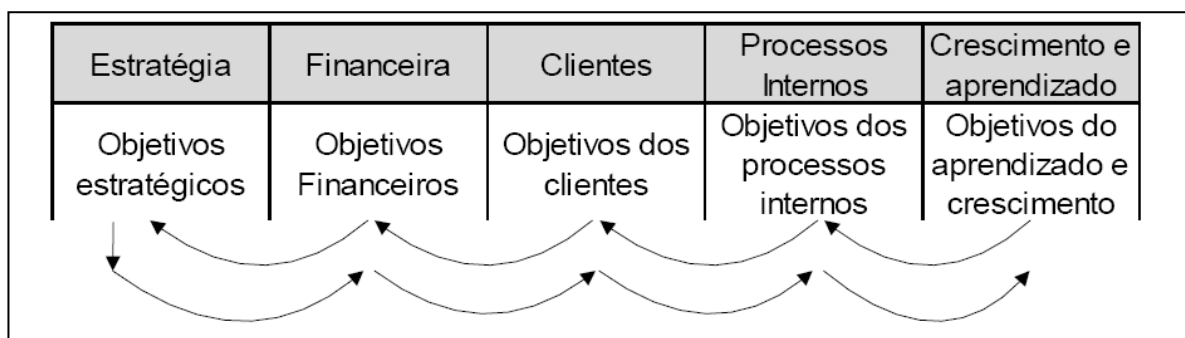 Estratégia
Financeira
Clientes
Processos
Internos
Crescimento e
aprendizado
Objetivos
estratégicos
Objetivos
Financeiros
Objetivos dos
clientes
Objetivos dos
processos
internos
Objetivos do
aprendizado e
crescimento